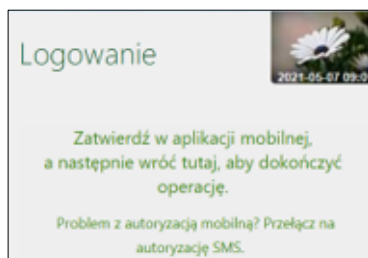 Logowanie
2021-05-07 09:0
Zatwierdź w aplikacji mobilnej,
a następnie wróć tutaj, aby dokończyć
operację.
Problem z autoryzacją mobilną? Przełącz na
autoryzację SMS.